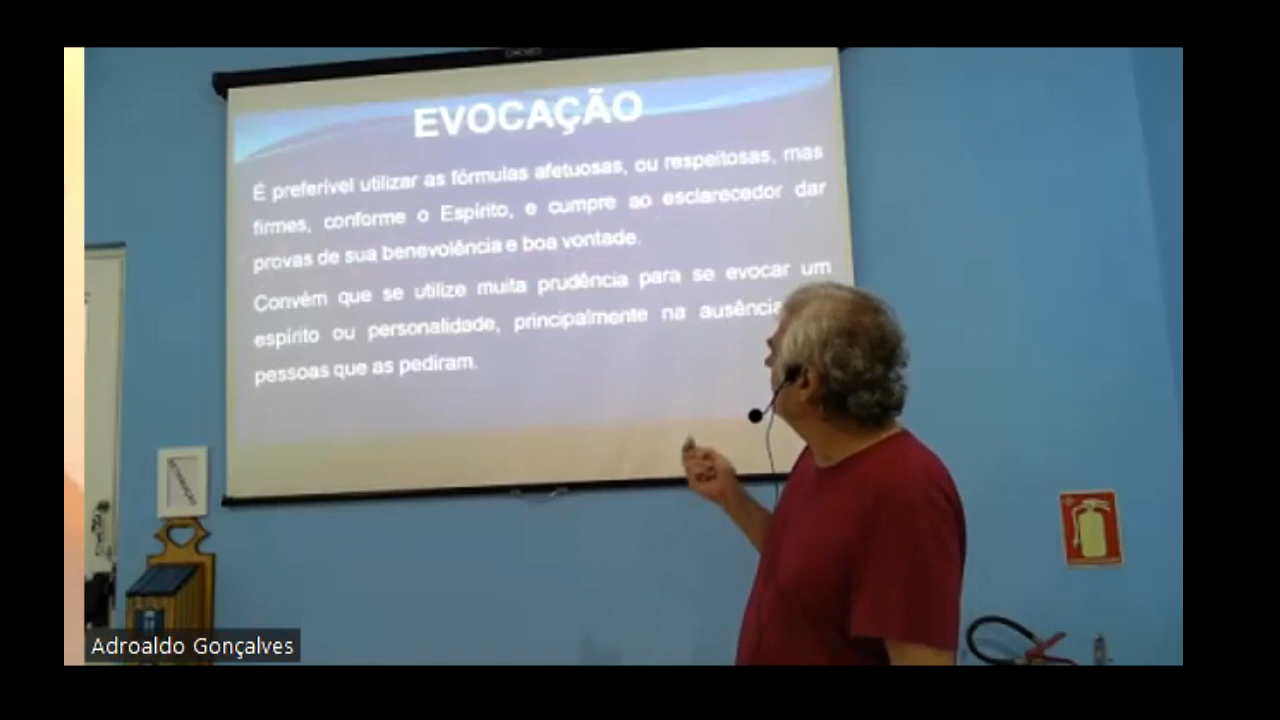 EVOCAÇÃO
É preferível utilizar as fórmulas afetuosas, ou respeitosas, mas
firmes, conforme o Espírito, e cumpre ao esclarecedor dar
provas de sua benevolência e boa vontade.
Convém que se utilize muita prudência para se evocar um
espírito ou personalidade, principalmente na ausência
pessoas que as pediram.
Adroaldo Gonçalves